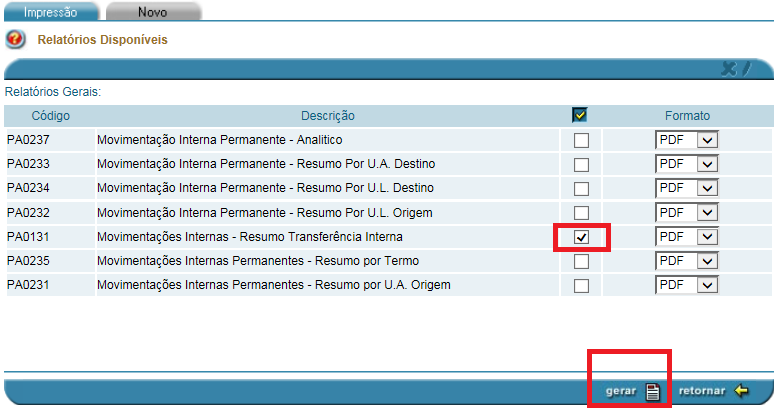 Impressão Novo
Relatórios Disponíveis
Relatórios Gerais:
Código Descrição Formato
PA0237 Movimentação Interna Permanente - Analitico PDF
PA0233 Movimentação Interna Permanente - Resumo Por U.A. Destino PDF
PA0234 Movimentação Interna Permanente - Resumo Por U.L. Destino PDF
PA0232 Movimentação Interna Permanente - Resumo Por U.L. Origem PDF
PA0131 Movimentações Internas - Resumo Transferência Interna PDF
PA0235 Movimentações Internas Permanentes - Resumo por Termo PDF
PA0231 Movimentações Internas Permanentes - Resumo por U.A. Origem PDF
gerar retornar